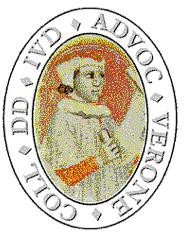 COLL ◆ DD ◆ IVD ◆ ADVOC ◆ VERONE ◆